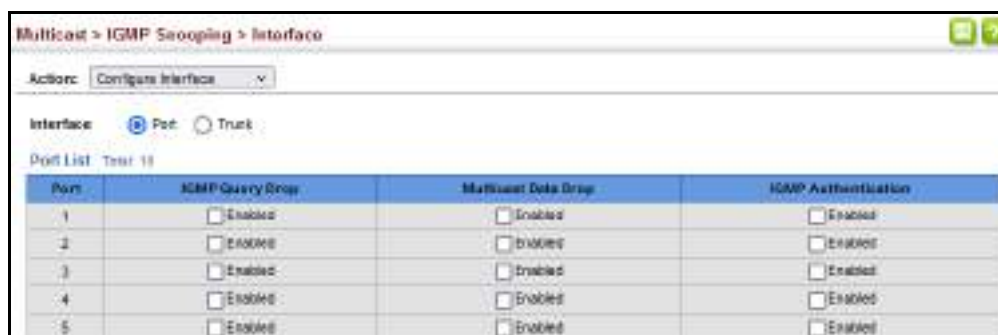 Multicast > IGMP Snooping > Interface
Action: Configure Interface
Interface Port Trunk
Port List Total:
Port IGMP Query Drop Multicast Data Drop IGMP Authentication
1 Enabled Enabled Enabled
2 Enabled Enabled Enabled
3 Enabled Enabled Enabled
4 Enabled Enabled Enabled
5 Enabled Enabled Enabled